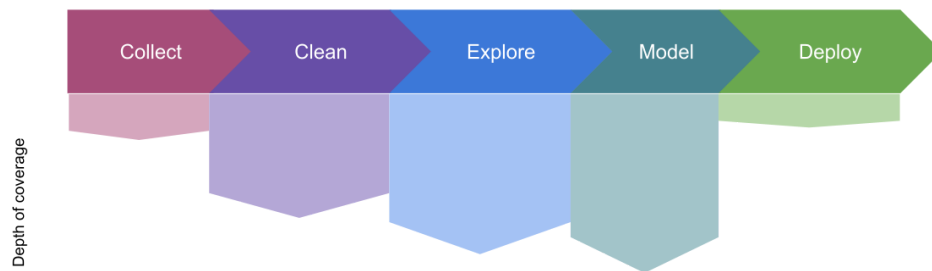 Collect
Clean
Explore
Model
Deploy
Depth of coverage